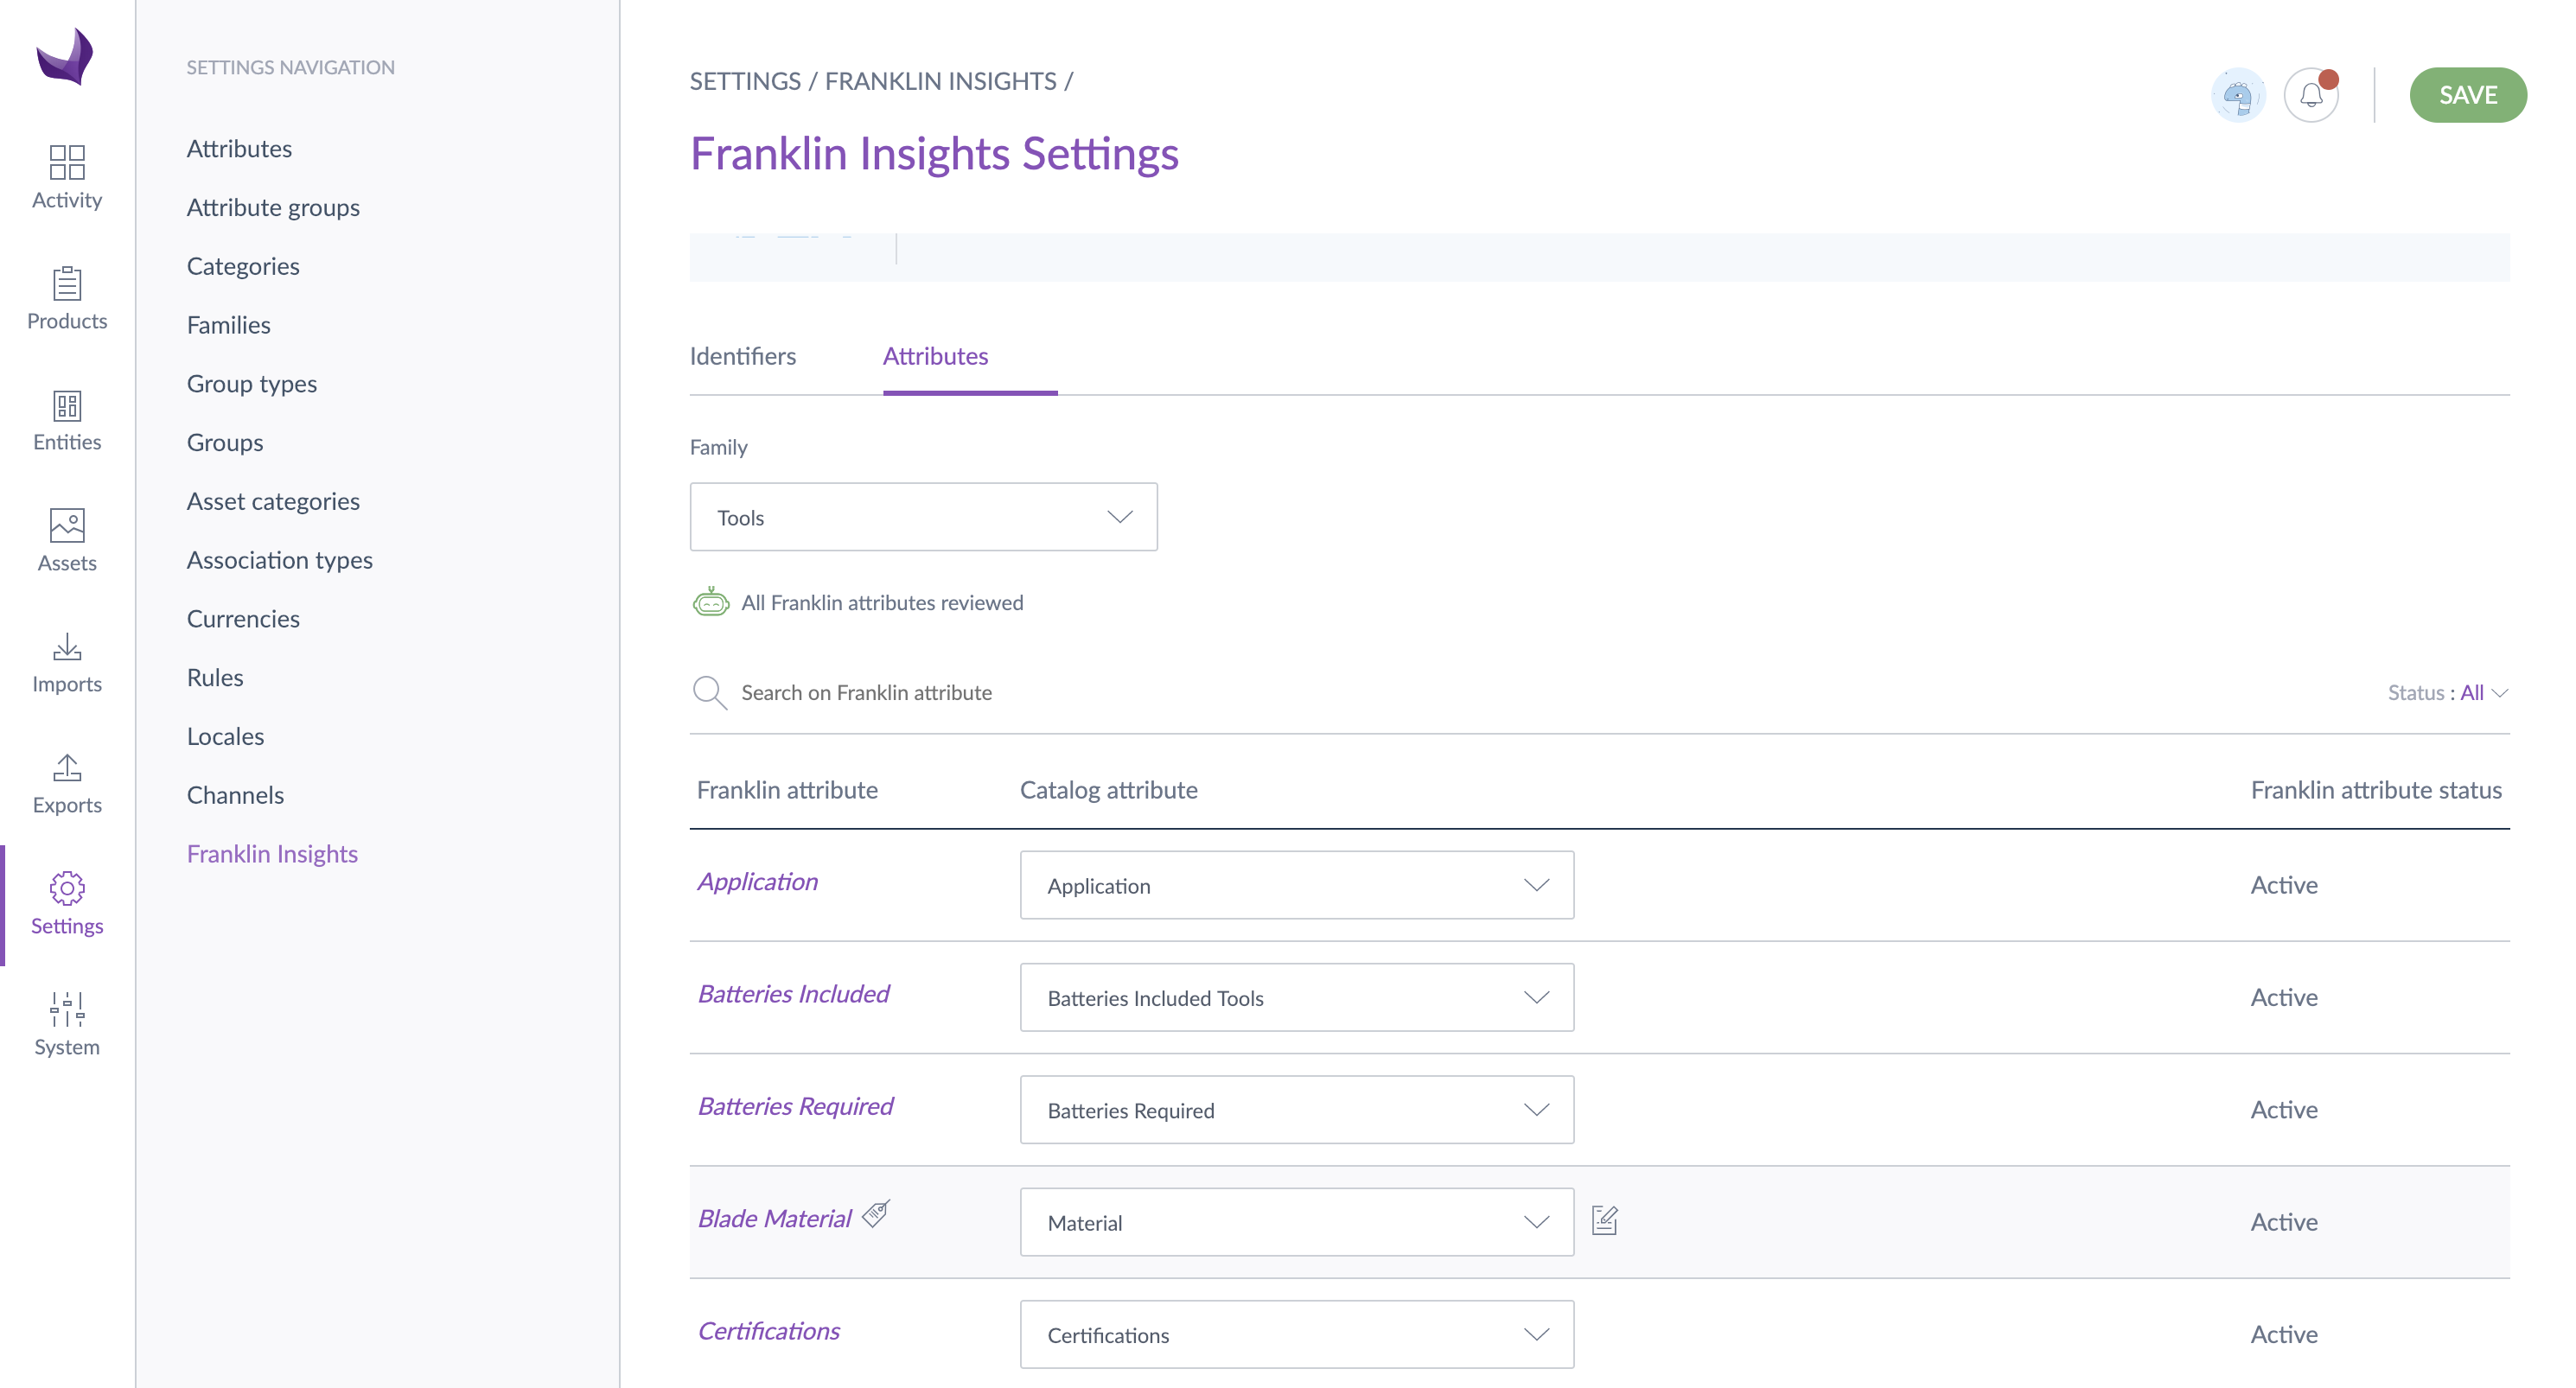 Activity
Products
Entities
Assets
Imports
Exports
Settings
System
SETTINGS NAVIGATION
Attributes
Attribute groups
Categories
Families
Group types
Groups
Asset categories
Association types
Currencies
Rules
Locales
Channels
Franklin Insights
SETTINGS / FRANKLIN INSIGHTS /
SAVE
Franklin Insights Settings
Identifiers Attributes
Family
Tools
All Franklin attributes reviewed
Search on Franklin attribute Status : All
Franklin attribute Catalog attribute Franklin attribute status
Application Application Active
Batteries Included Batteries Included Tools Active
Batteries Required Batteries Required Active
Blade Material Material Active
Certifications Certifications Active